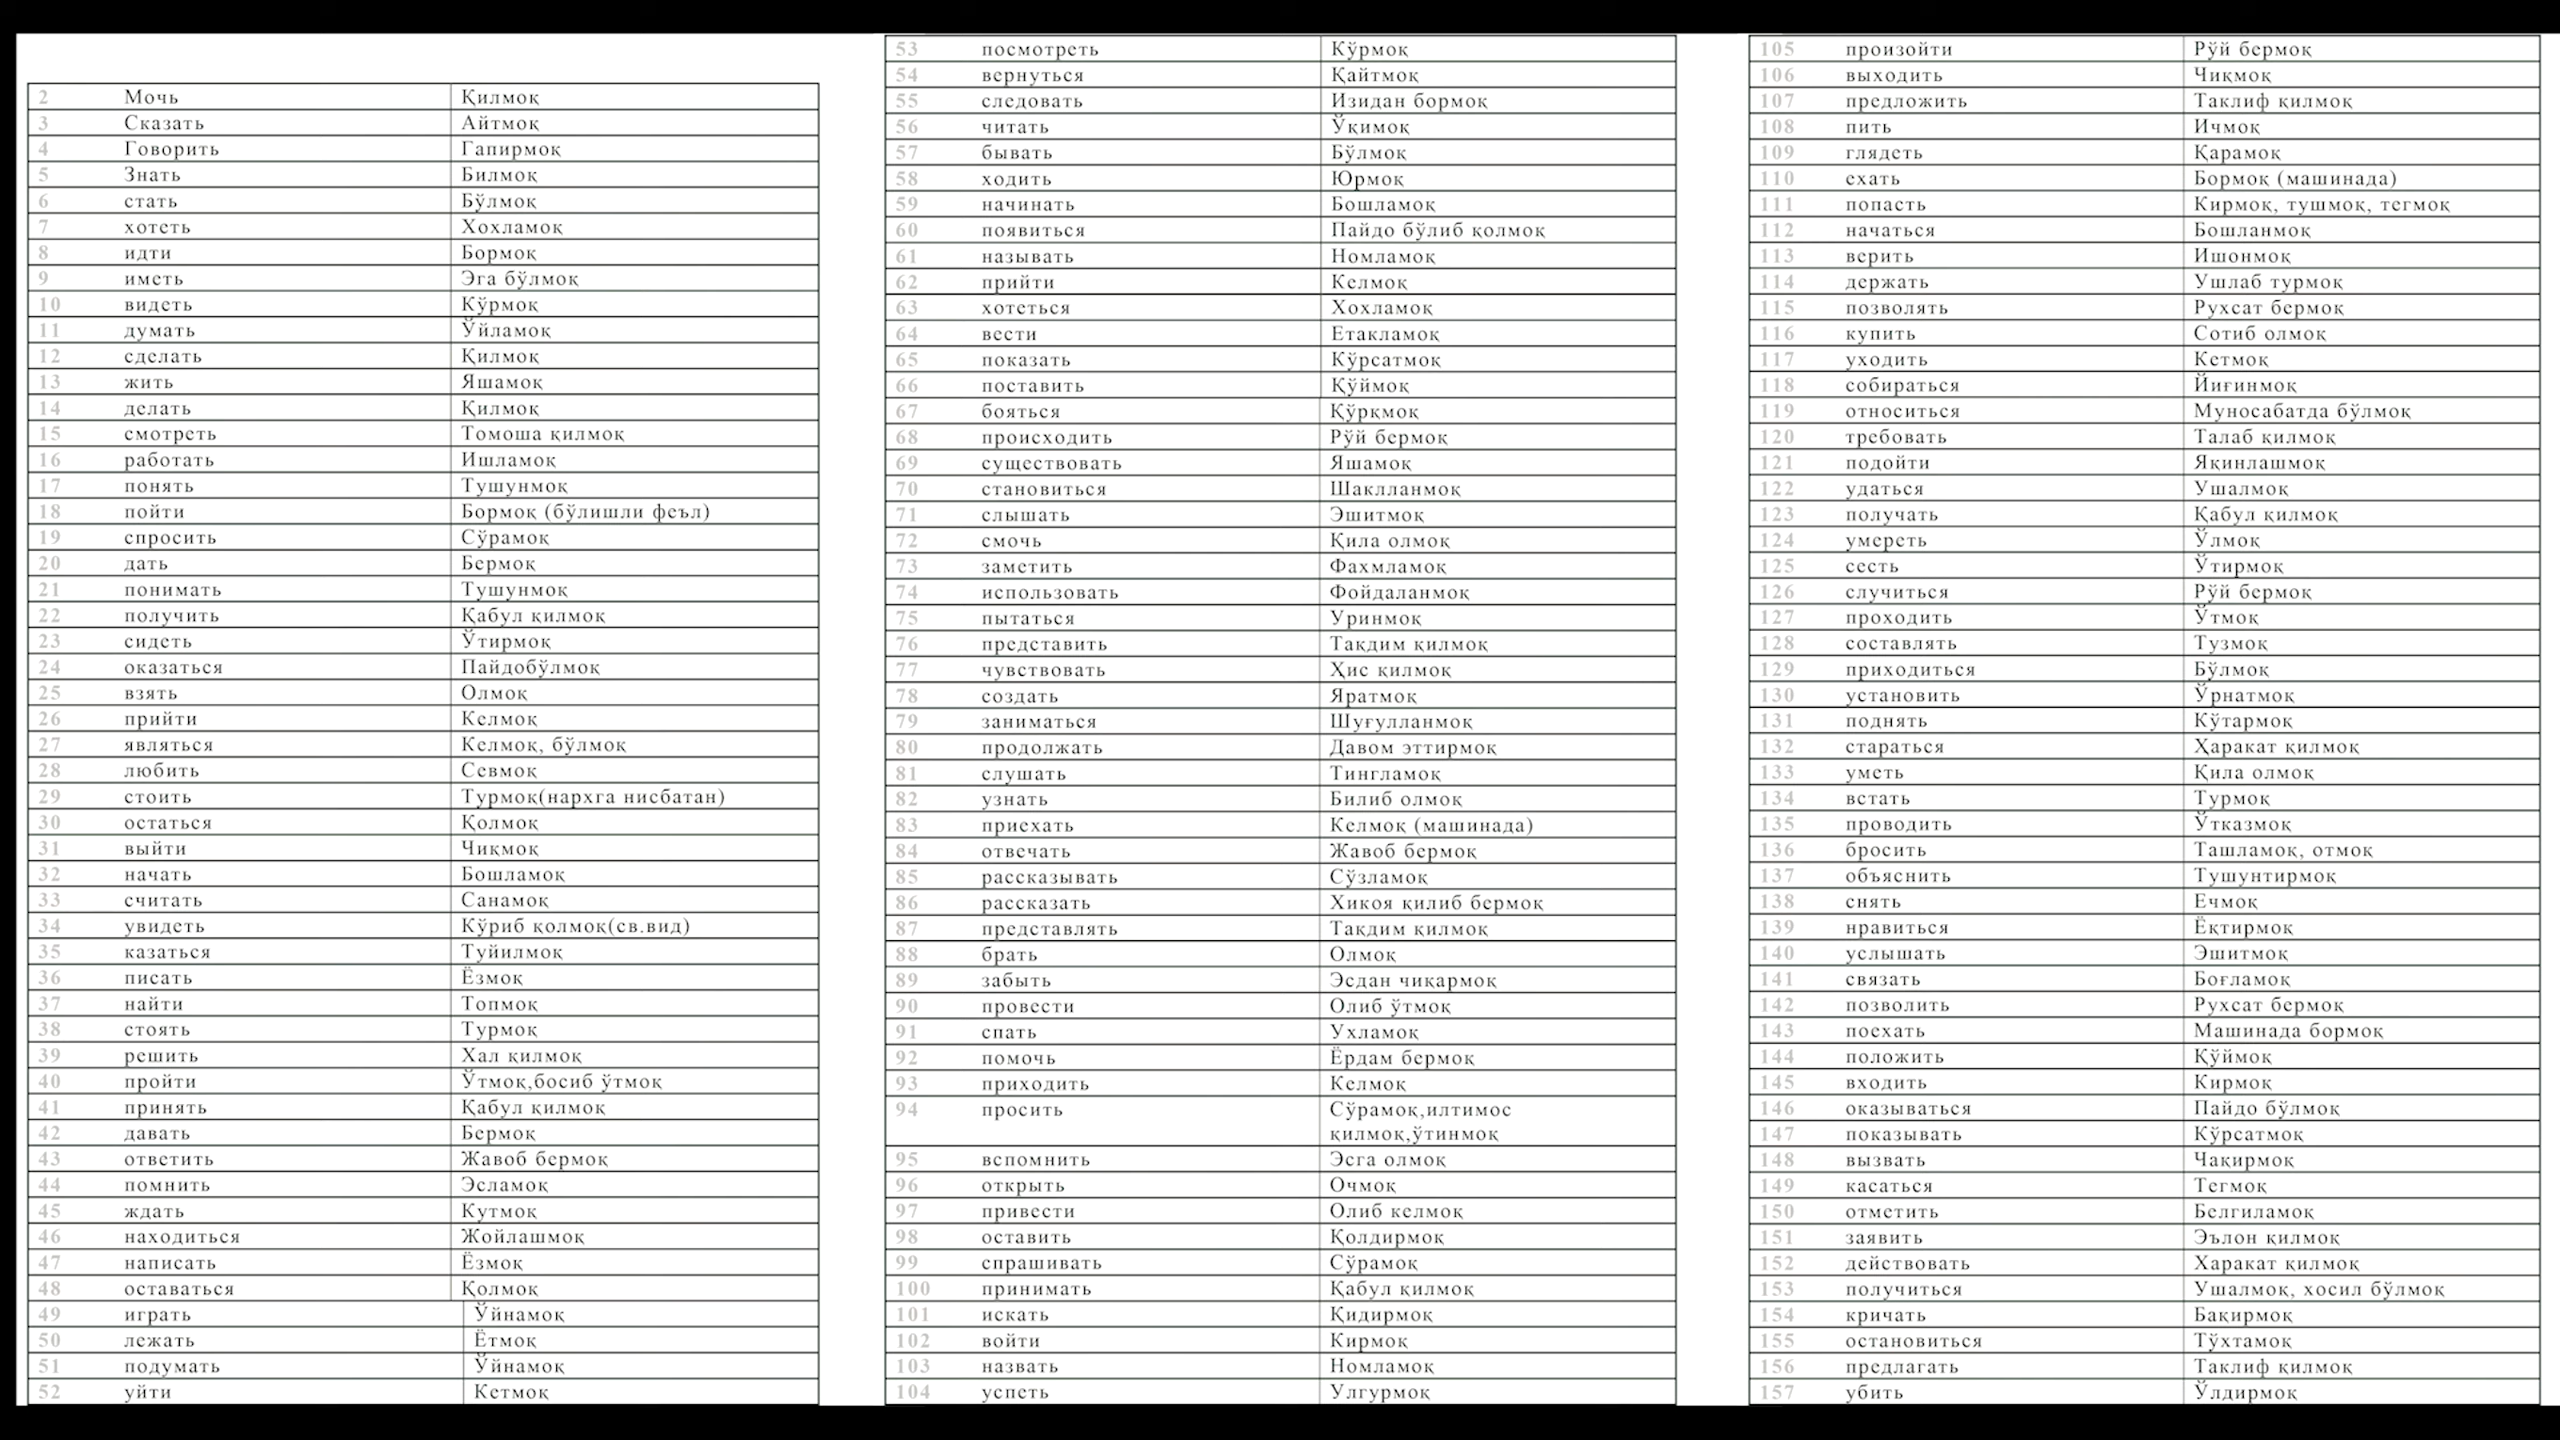 2 Мочь Қилмоқ
3 Сказать Айтмоқ
4 Говорить Гапирмоқ
5 Знать Билмоқ
6 стать Бўлмоқ
7 хотеть Хохламоқ
8 идти Бормоқ
9 иметь Эга бўлмоқ
10 видеть Кўрмоқ
11 думать Ўйламоқ
12 сделать Қилмоқ
13 жить Яшамоқ
14 делать Қилмоқ
15 смотреть Томоша қилмоқ
16 работать Ишламоқ
17 понять Тушунмоқ
18 пойти Бормоқ (бўлишли феъл)
19 спросить Сўрамоқ
20 дать Бермоқ
21 понимать Тушунмоқ
22 получить Қабул қилмоқ
23 сидеть Ўтирмоқ
24 оказаться Пайдобўлмоқ
25 взять Олмоқ
26 прийти Келмоқ
27 являться Келмоқ, бўлмоқ
28 любить Севмоқ
29 стоить Турмоқ(нархга нисбатан)
30 остаться Қолмоқ
31 выйти Чиқмоқ
32 начать Бошламоқ
33 считать Санамоқ
34 увидеть Кўриб қолмоқ(св.вид)
35 казаться Туйилмоқ
36 писать Ёзмоқ
37 найти Топмоқ
38 стоять Турмоқ
39 решить Хал қилмоқ
40 пройти Ўтмоқ,босиб ўтмоқ
41 принять Қабул қилмоқ
42 давать Бермоқ
43 ответить Жавоб бермоқ
44 помнить Эсламоқ
45 ждать Кутмоқ
46 находиться Жойлашмоқ
47 написать Ёзмоқ
48 оставаться Қолмоқ
49 играть Ўйнамоқ
50 лежать Ётмоқ
51 подумать Ўйнамоқ
52 уйти Кетмоқ
53 посмотреть Кўрмоқ
54 вернуться Қайтмоқ
55 следовать Изидан бормоқ
56 читать Ўқимоқ
57 бывать Бўлмоқ
58 ходить Юрмоқ
59 начинать Бошламоқ
60 появиться Пайдо бўлиб қолмоқ
61 называть Номламоқ
62 прийти Келмоқ
63 хотеться Хохламоқ
64 вести Етакламоқ
65 показать Кўрсатмоқ
66 поставить Қўймоқ
67 бояться Қўрқмоқ
68 происходить Рўй бермоқ
69 существовать Яшамоқ
70 становиться Шаклланмоқ
71 слышать Эшитмоқ
72 смочь Қила олмоқ
73 заметить Фахмламоқ
74 использовать Фойдаланмоқ
75 пытаться Уринмоқ
76 представить Тақдим қилмоқ
77 чувствовать Ҳис қилмоқ
78 создать Яратмоқ
79 заниматься Шуғулланмоқ
80 продолжать Давом эттирмоқ
81 слушать Тингламоқ
82 узнать Билиб олмоқ
83 приехать Келмоқ (машинада)
84 отвечать Жавоб бермоқ
85 рассказывать Сўзламоқ
86 рассказать Хикоя қилиб бермоқ
87 представлять Тақдим қилмоқ
88 брать Олмоқ
89 забыть Эсдан чиқармоқ
90 провести Олиб ўтмоқ
91 спать Ухламоқ
92 помочь Ёрдам бермоқ
93 приходить Келмоқ
94 просить Сўрамоқ,илтимос
қилмоқ,ўтинмоқ
95 вспомнить Эсга олмоқ
96 открыть Очмоқ
97 привести Олиб келмоқ
98 оставить Қолдирмоқ
99 спрашивать Сўрамоқ
100 принимать Қабул қилмоқ
101 искать Қидирмоқ
102 войти Кирмоқ
103 назвать Номламоқ
104 успеть Улгурмоқ
105 произойти Рўй бермоқ
106 выходить Чиқмоқ
107 предложить Таклиф қилмоқ
108 пить Ичмоқ
109 глядеть Қарамоқ
110 ехать Бормоқ (машинада)
111 попасть Кирмоқ, тушмоқ, тегмоқ
112 начаться Бошланмоқ
113 верить Ишонмоқ
114 держать Ушлаб турмоқ
115 позволять Рухсат бермоқ
116 купить Сотиб олмоқ
117 уходить Кетмоқ
118 собираться Йиғинмоқ
119 относиться Муносабатда бўлмоқ
120 требовать Талаб қилмоқ
121 подойти Яқинлашмоқ
122 удаться Ушалмоқ
123 получать Қабул қилмоқ
124 умереть Ўлмоқ
125 сесть Ўтирмоқ
126 случиться Рўй бермоқ
127 проходить Ўтмоқ
128 составлять Тузмоқ
129 приходиться Бўлмоқ
130 установить Ўрнатмоқ
131 поднять Кўтармоқ
132 стараться Ҳаракат қилмоқ
133 уметь Қила олмоқ
134 встать Турмоқ
135 проводить Ўтказмоқ
136 бросить Ташламоқ, отмоқ
137 объяснить Тушунтирмоқ
138 снять Ечмоқ
139 нравиться Ёқтирмоқ
140 услышать Эшитмоқ
141 связать Боғламоқ
142 позволить Рухсат бермоқ
143 поехать Машинада бормоқ
144 положить Қўймоқ
145 входить Кирмоқ
146 оказываться Пайдо бўлмоқ
147 показывать Кўрсатмоқ
148 вызвать Чақирмоқ
149 касаться Тегмоқ
150 отметить Белгиламоқ
151 заявить Эълон қилмоқ
152 действовать Харакат қилмоқ
153 получиться Ушалмоқ, хосил бўлмоқ
154 кричать Бақирмоқ
155 остановиться Тўхтамоқ
156 предлагать Таклиф қилмоқ
157 убить Ўлдирмоқ